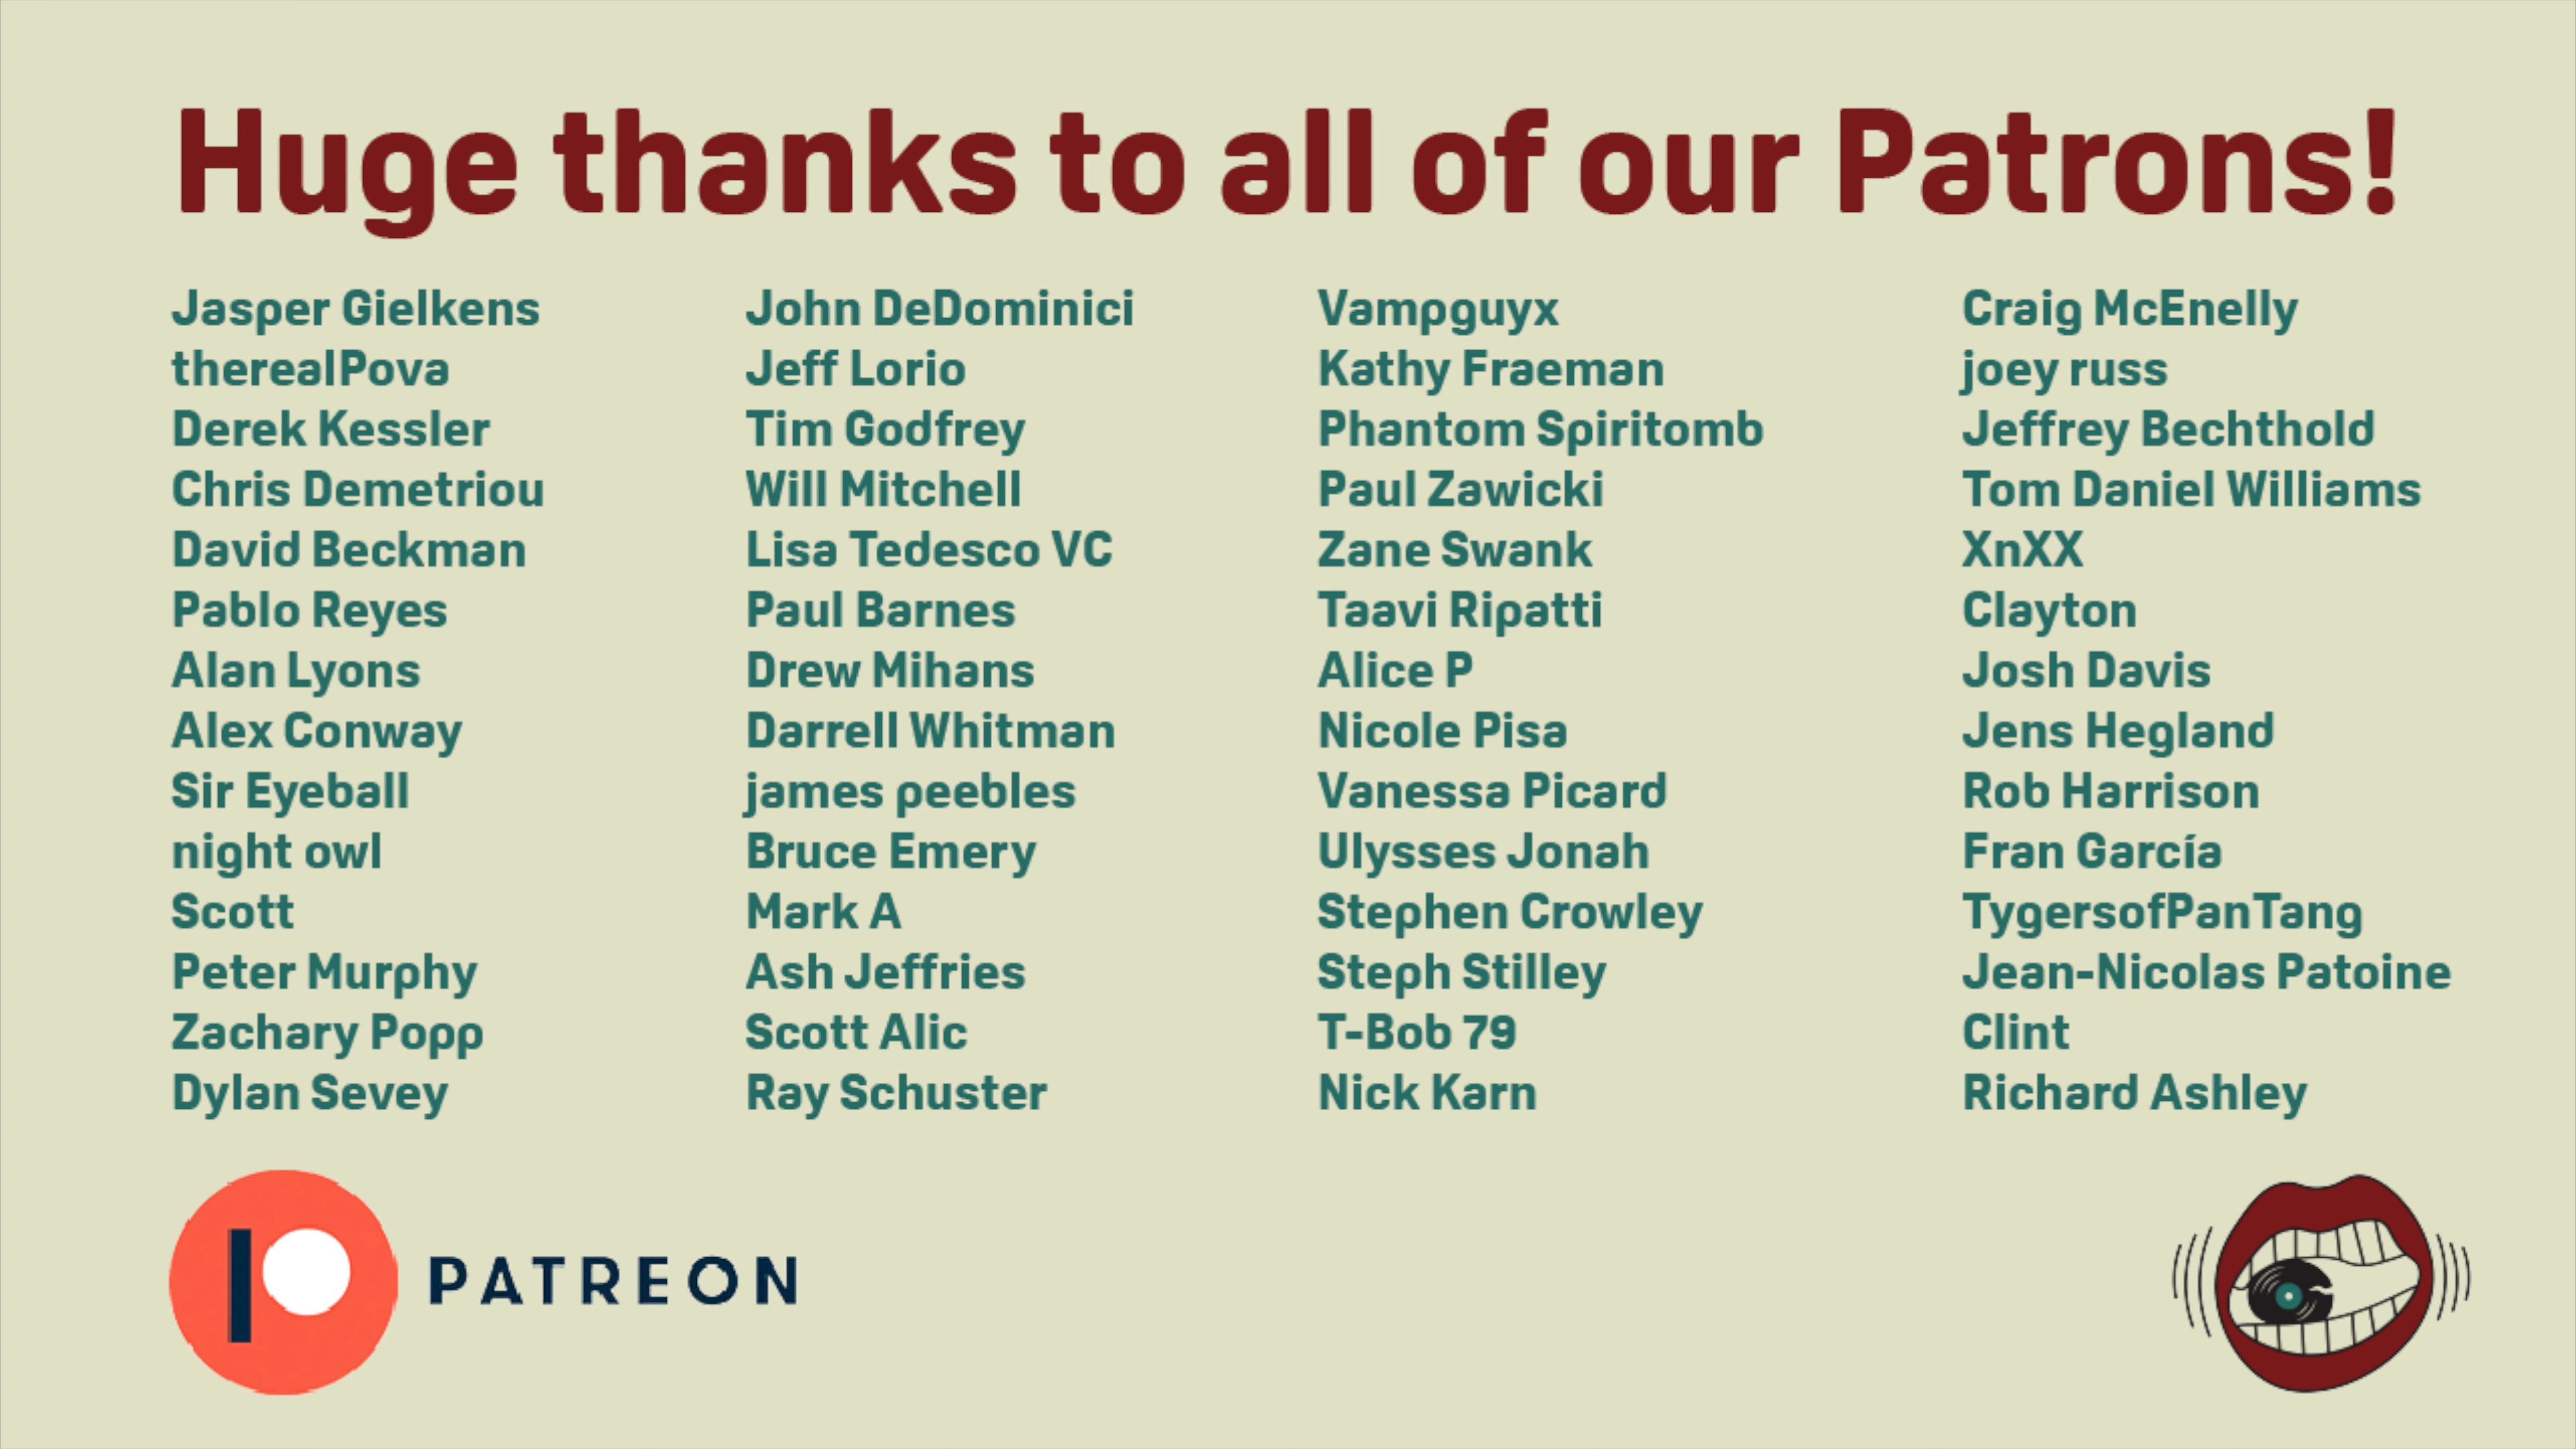 Huge thanks to all of our Patrons!
Jasper Gielkens
therealPova
Derek Kessler
Chris Demetriou
David Beckman
Pablo Reyes
Alan Lyons
Alex Conway
Sir Eyeball
night owl
Scott
Peter Murphy
Zachary Popp
Dylan Sevey
John DeDominici
Jeff Lorio
Tim Godfrey
Will Mitchell
Lisa Tedesco VC
Paul Barnes
Drew Mihans
Darrell Whitman
james peebles
Bruce Emery
Mark A
Ash Jeffries
Scott Alic
Ray Schuster
Vampguyx
Kathy Fraeman
Phantom Spiritomb
Paul Zawicki
Zane Swank
Taavi Ripatti
Alice P
Nicole Pisa
Vanessa Picard
Ulysses Jonah
Stephen Crowley
Steph Stilley
T-Bob 79
Nick Karn
Craig McEnelly
joey russ
Jeffrey Bechthold
Tom Daniel Williams
XnXX
Clayton
Josh Davis
Jens Hegland
Rob Harrison
Fran García
TygersofPanTang
Jean-Nicolas Patoine
Clint
Richard Ashley
PATREON